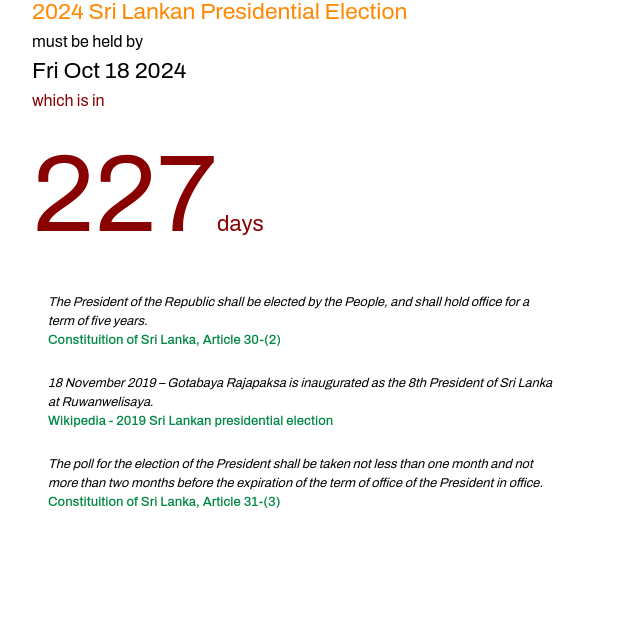 2024 Sri Lankan Presidential Election
must be held by
Fri Oct 18 2024
which is in
227 days
The President of the Republic shall be elected by the People, and shall hold office for a
term of five years.
Constituition of Sri Lanka, Article 30-(2)
18 November 2019 – Gotabaya Rajapaksa is inaugurated as the 8th President of Sri Lanka
at Ruwanwelisaya.
Wikipedia - 2019 Sri Lankan presidential election
The poll for the election of the President shall be taken not less than one month and not
more than two months before the expiration of the term of office of the President in office.
Constituition of Sri Lanka, Article 31-(3)